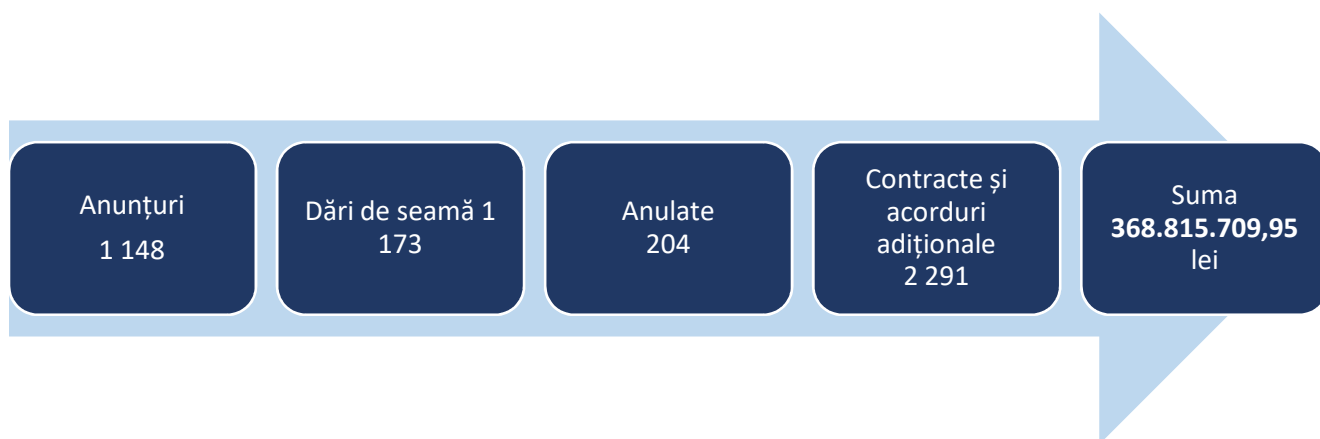 Anunțuri
1 148
Dări de seamă 1
173
Anulate
204
Contracte și
acorduri
adiționale
2 291
Suma
368.815.709,95
lei